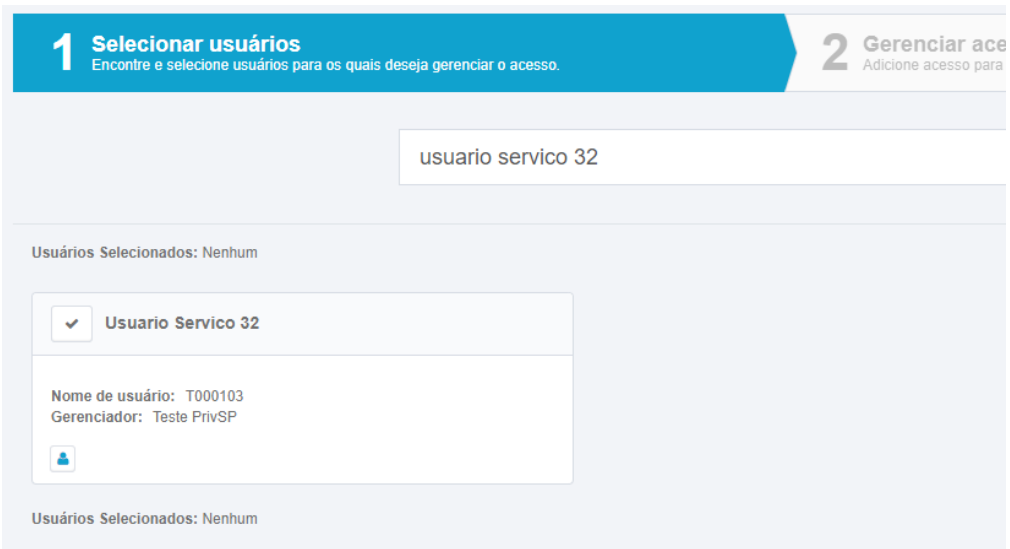 1 Selecionar usuários
Encontre e selecione usuários para os quais deseja gerenciar o acesso.
2 Gerenciar ace
Adicione acesso para
usuario servico 32
Usuários Selecionados: Nenhum
Usuario Servico 32
Nome de usuário: T000103
Gerenciador: Teste PrivSP
Usuários Selecionados: Nenhum